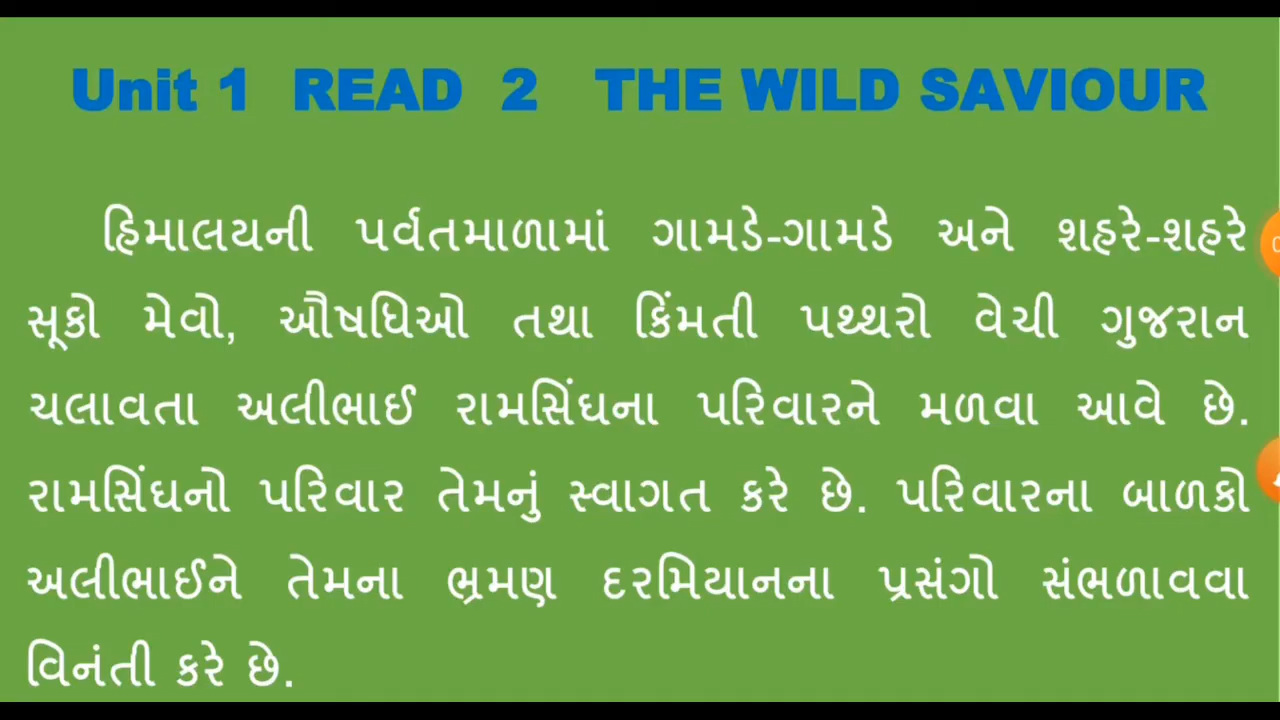 Unit 1 READ 2 THE WILD SAVIOUR
હિમાલયની પર્વતમાળામાં ગામડે-ગામડે અને શહરે-શહરે
સૂકો મેવો, ઔષધિઓ તથા કિંમતી પથ્થરો વેચી ગુજરાન
ચલાવતા અલીભાઈ રામસિંઘના પરિવારને મળવા આવે છે.
રામસિંઘનો પરિવાર તેમનું સ્વાગત કરે છે. પરિવારના બાળકો
અલીભાઈને તેમના ભ્રમણ દરમિયાનના પ્રસંગો સંભળાવવા
વિનંતી કરે છે.